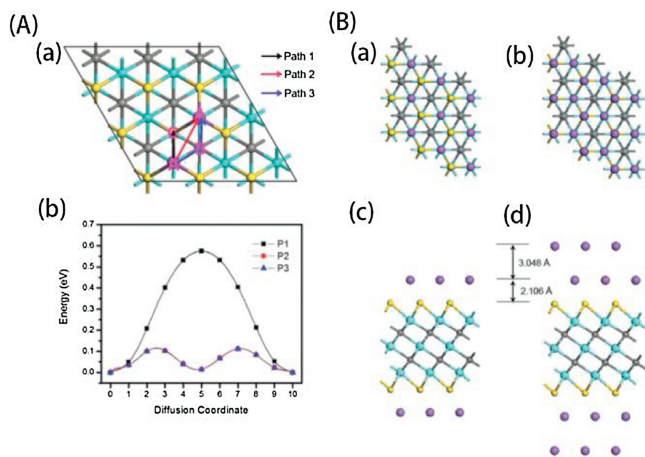 (A)
(a)
Path 1
Path 2
Path 3
(b)
0.7
0.6
0.5
0.4
0.3
0.2
0.1
0.0
Energy (eV)
P1
P2
P3
0 1 2 3 4 5 6 7 8 9 10
Diffusion Coordinate
(B)
(a)
(b)
(c)
(d)
3.048 A
2.106 A